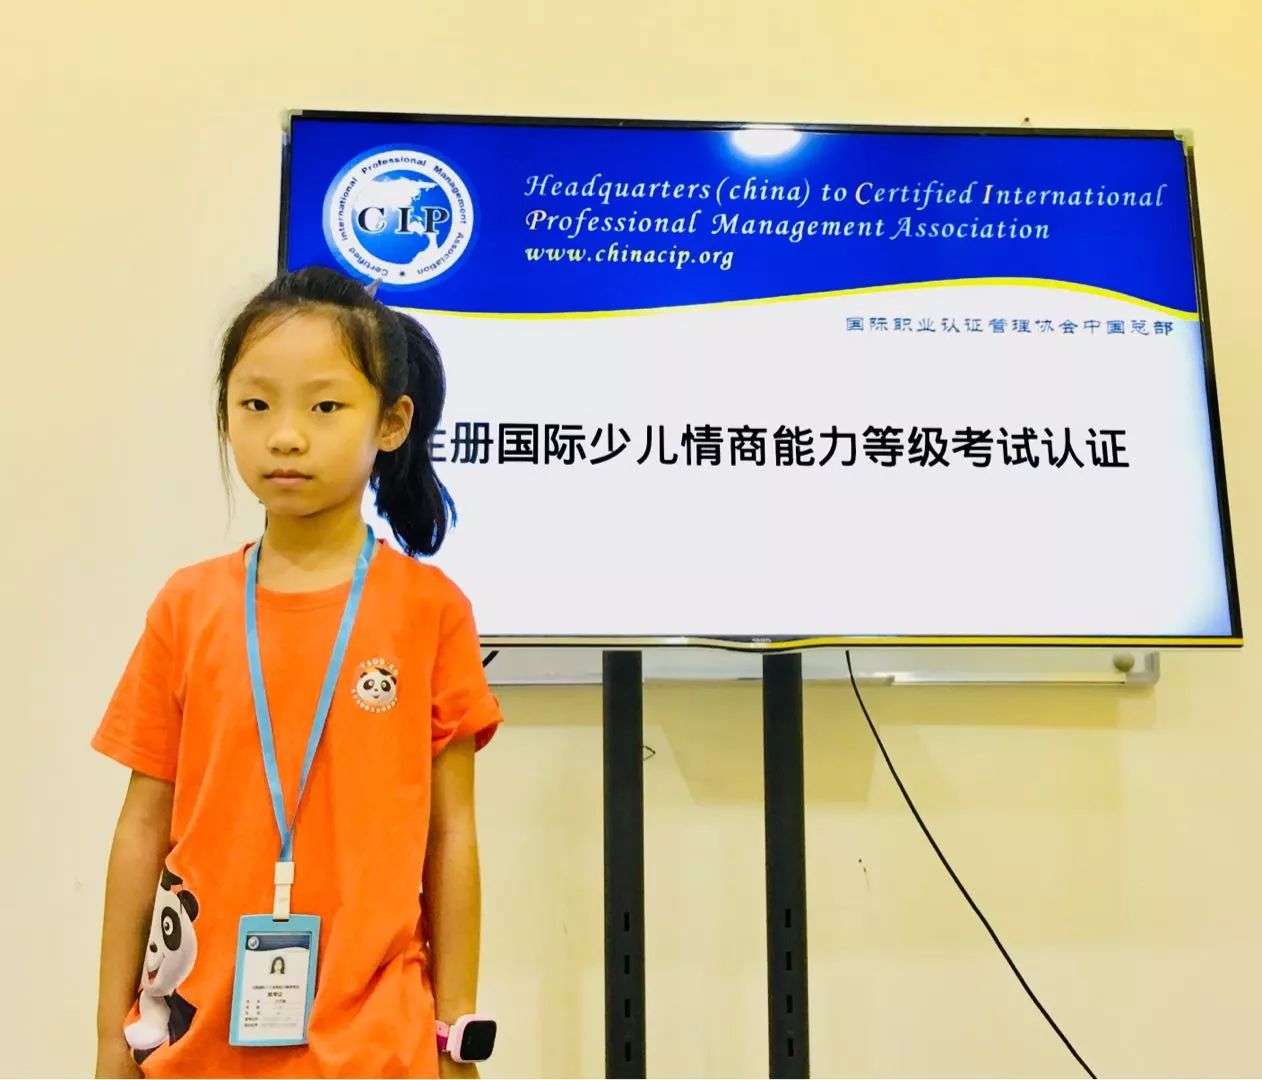 Certified International Professional Management Association
CIP
Headquarters (china) to Certified International
Professional Management Association
www.chinacip.org
国际职业认证管理协会中国总部
注册国际少儿情商能力等级考试认证